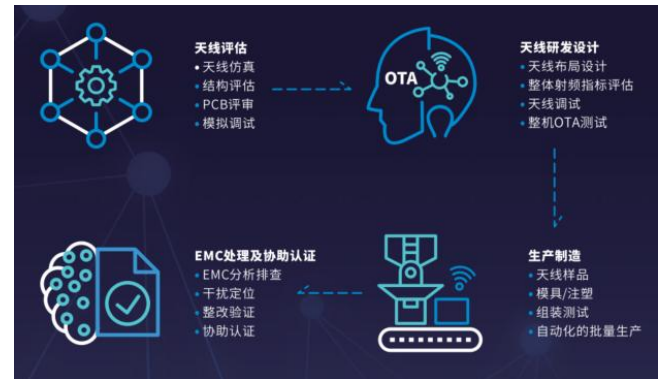 天线评估
• 天线仿真
• 结构评估
• PCB评审
• 模拟调试
OTA
天线研发设计
• 天线布局设计
• 整体射频指标评估
• 天线调试
• 整机OTA测试
EMC处理及协助认证
• EMC分析排查
• 干扰定位
• 整改验证
• 协助认证
生产制造
• 天线样品
• 模具/注塑
• 组装测试
• 自动化的批量生产